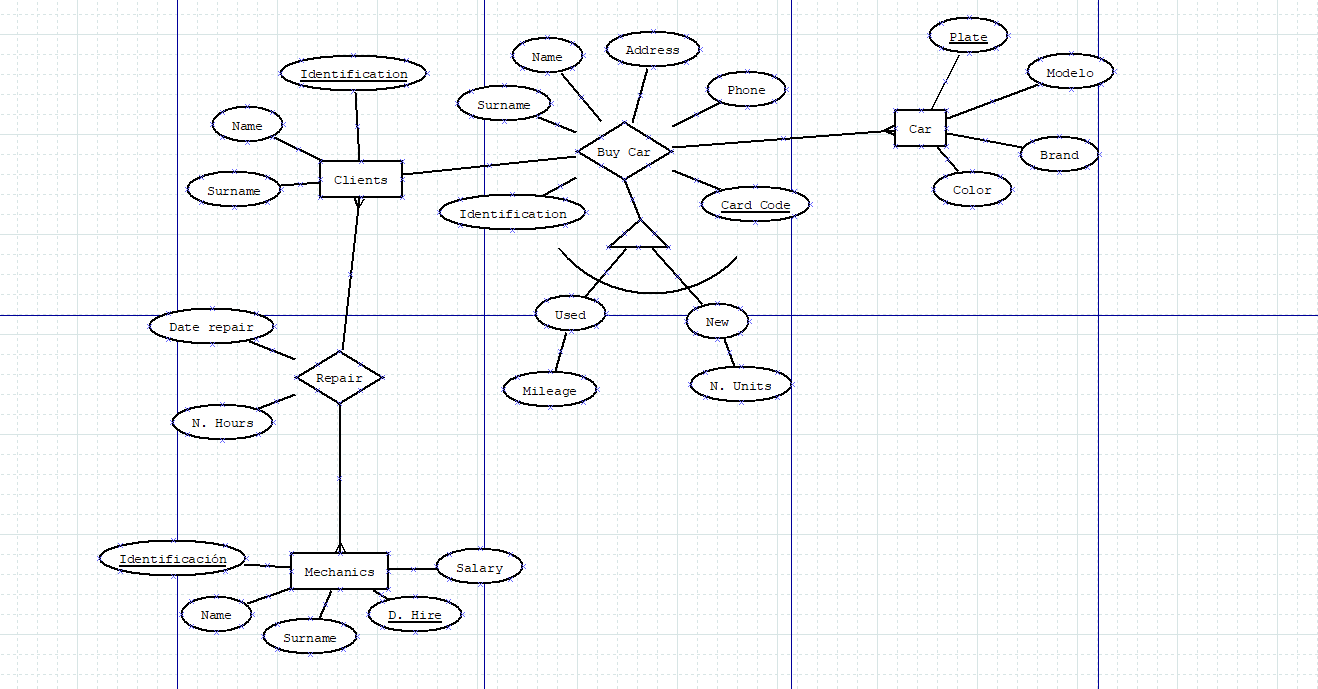 Plate
Name
Address
Modelo
Identification
Phone
Surname
Name
Car
Buy Car
Brand
Clients
Surname
Color
Identification
Card Code
Used
New
Date repair
Repair
Mileage
N. Units
N. Hours
Identificación
Mechanics
Salary
Name
D. Hire
Surname